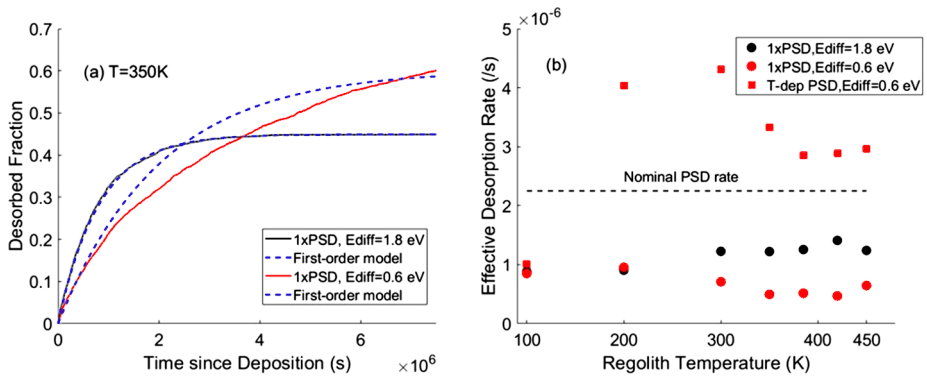 (a) T=350K
Desorbed Fraction
0.7
0.6
0.5
0.4
0.3
0.2
0.1
0
1xPSD, Ediff=1.8 eV
First-order model
1xPSD, Ediff=0.6 eV
First-order model
0 2 4 6
× 10^6
Time since Deposition (s)
× 10^-6
(b)
Effective Desorption Rate (/s)
5
4
3
2
1
0
1xPSD,Ediff=1.8 eV
1xPSD,Ediff=0.6 eV
T-dep PSD,Ediff=0.6 eV
Nominal PSD rate
100 200 300 400 450
Regolith Temperature (K)